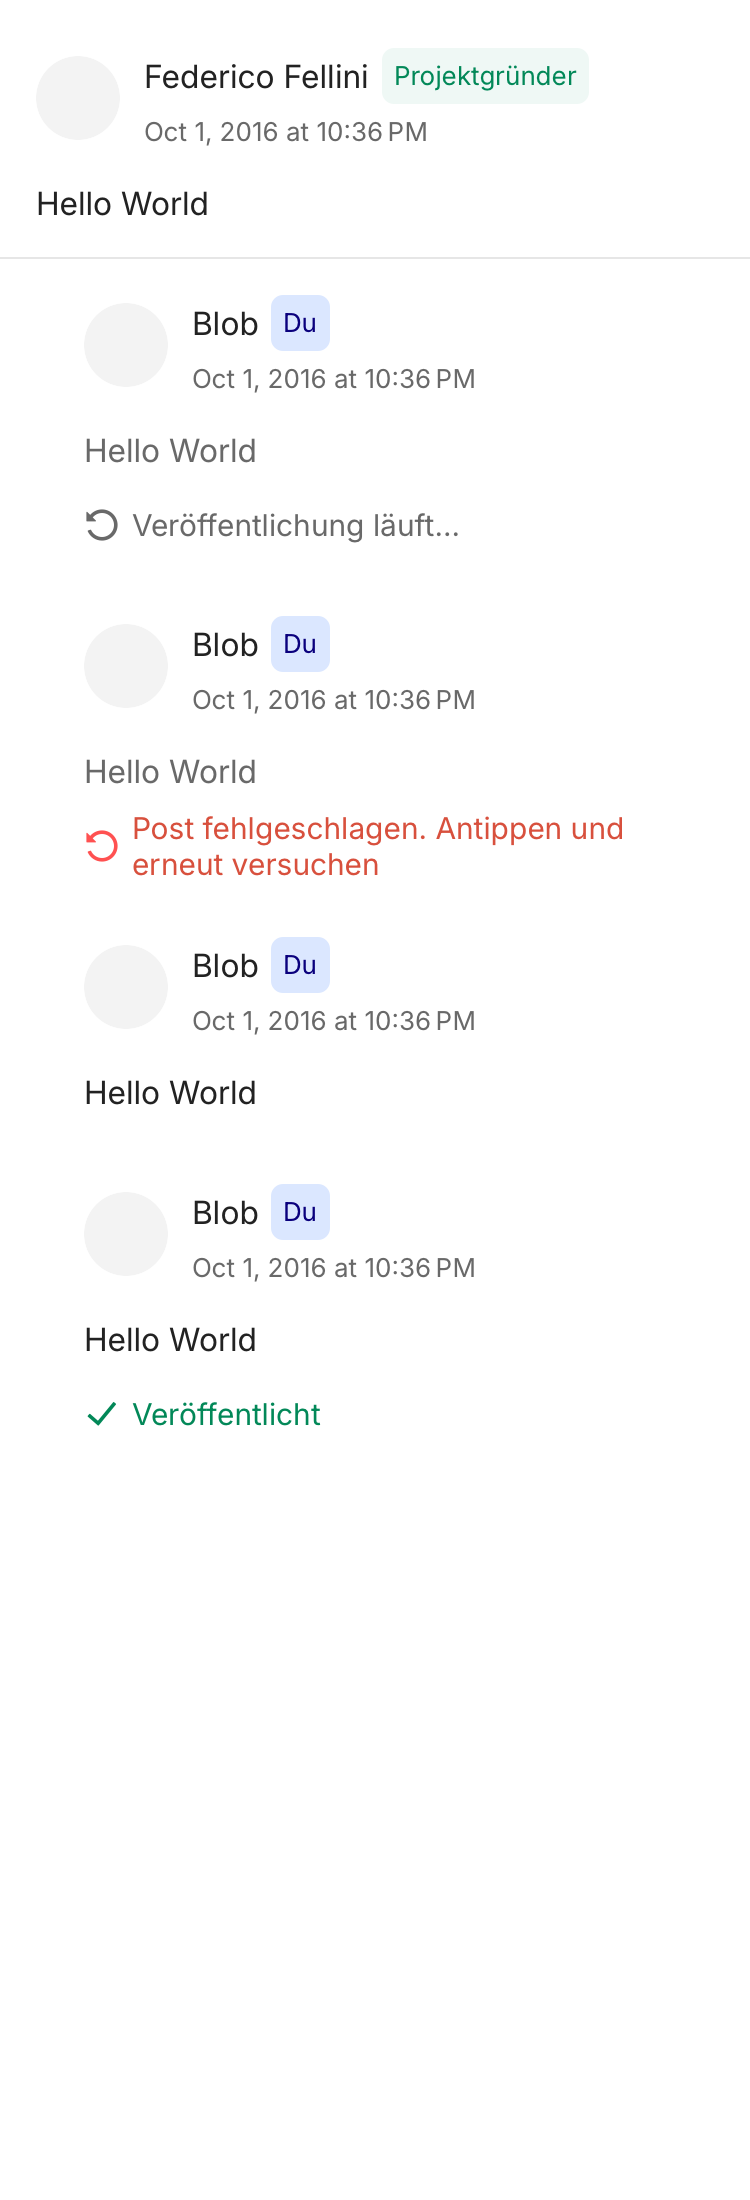 Federico Fellini Projektgründer
Oct 1, 2016 at 10:36 PM
Hello World
Blob Du
Oct 1, 2016 at 10:36 PM
Hello World
Veröffentlichung läuft...
Blob Du
Oct 1, 2016 at 10:36 PM
Hello World
Post fehlgeschlagen. Antippen und
erneut versuchen
Blob Du
Oct 1, 2016 at 10:36 PM
Hello World
Blob Du
Oct 1, 2016 at 10:36 PM
Hello World
Veröffentlicht